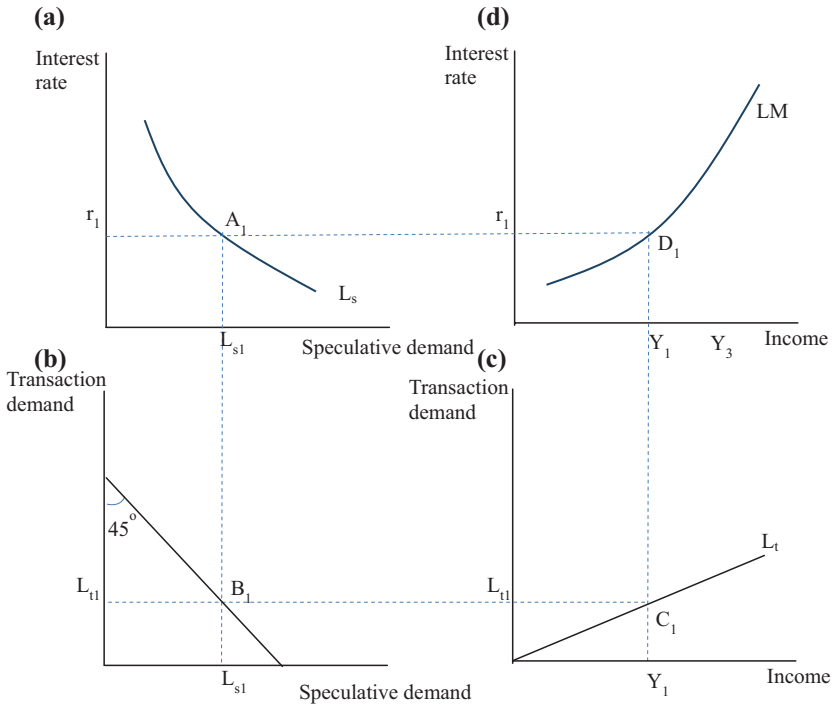 (a)
Interest
rate
r1
A1
Ls
Ls1
Speculative demand
(d)
Interest
rate
LM
r1
D1
Y1
Y3
Income
(b)
Transaction
demand
45o
Lt1
B1
Ls1
Speculative demand
(c)
Transaction
demand
Lt
Lt1
C1
Y1
Income